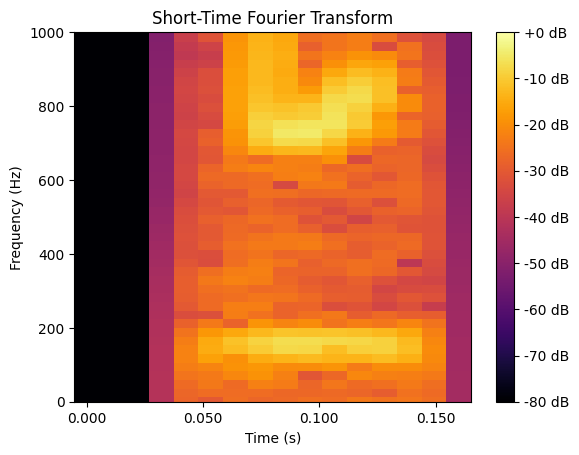 Short-Time Fourier Transform
1000
800
600
400
200
0
Frequency (Hz)
0.000
0.050
0.100
0.150
Time (s)
+0 dB
-10 dB
-20 dB
-30 dB
-40 dB
-50 dB
-60 dB
-70 dB
-80 dB